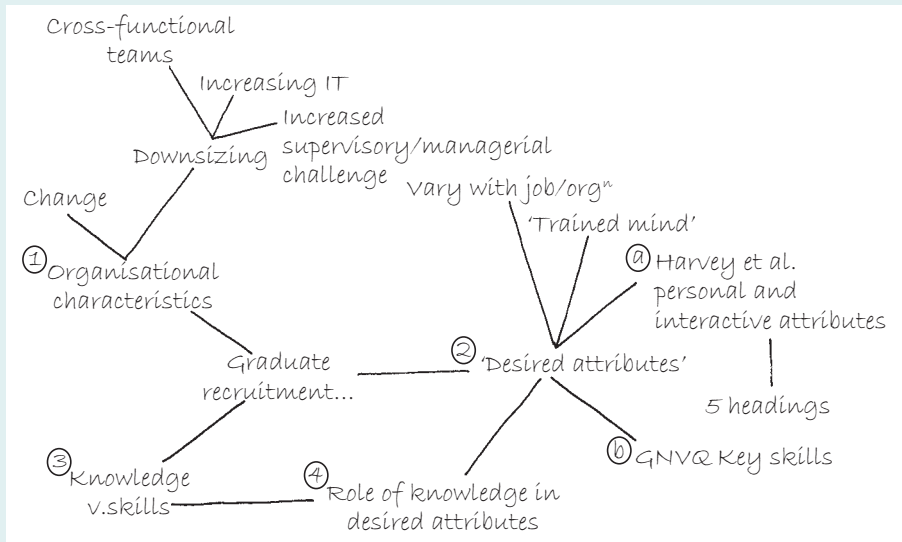 Cross-functional
teams
Increasing IT
Increased
supervisory/managerial
challenge
Downsizing
Change
① Organisational
characteristics
Vary with job/orgⁿ
‘Trained mind’
ⓐ Harvey et al.
personal and
interactive attributes
5 headings
Graduate
recruitment...
② ‘Desired attributes’
ⓑ GNVQ Key skills
③ Knowledge
v.skills
④ Role of knowledge in
desired attributes